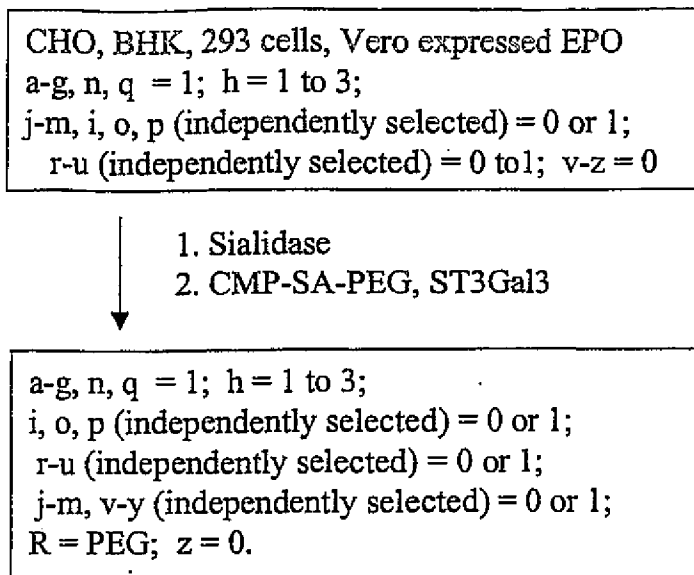 CHO, BHK, 293 cells, Vero expressed EPO
a-g, n, q = 1; h = 1 to 3;
j-m, i, o, p (independently selected) = 0 or 1;
r-u (independently selected) = 0 to1; v-z = 0
1. Sialidase
2. CMP-SA-PEG, ST3Gal3
a-g, n, q = 1; h = 1 to 3;
i, o, p (independently selected) = 0 or 1;
r-u (independently selected) = 0 or 1;
j-m, v-y (independently selected) = 0 or 1;
R = PEG; z = 0.